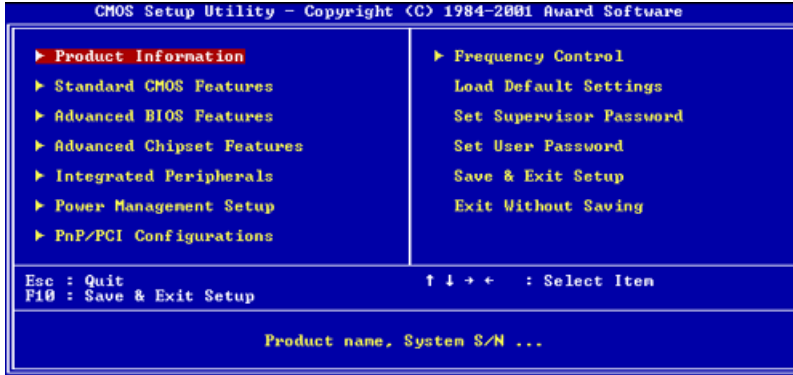 CMOS Setup Utility - Copyright (C) 1984-2001 Award Software
▶ Product Information
▶ Standard CMOS Features
▶ Advanced BIOS Features
▶ Advanced Chipset Features
▶ Integrated Peripherals
▶ Power Management Setup
▶ PnP/PCI Configurations
▶ Frequency Control
Load Default Settings
Set Supervisor Password
Set User Password
Save & Exit Setup
Exit Without Saving
Esc : Quit
F10 : Save & Exit Setup
↑ ↓ → ← : Select Item
Product name, System S/N ...